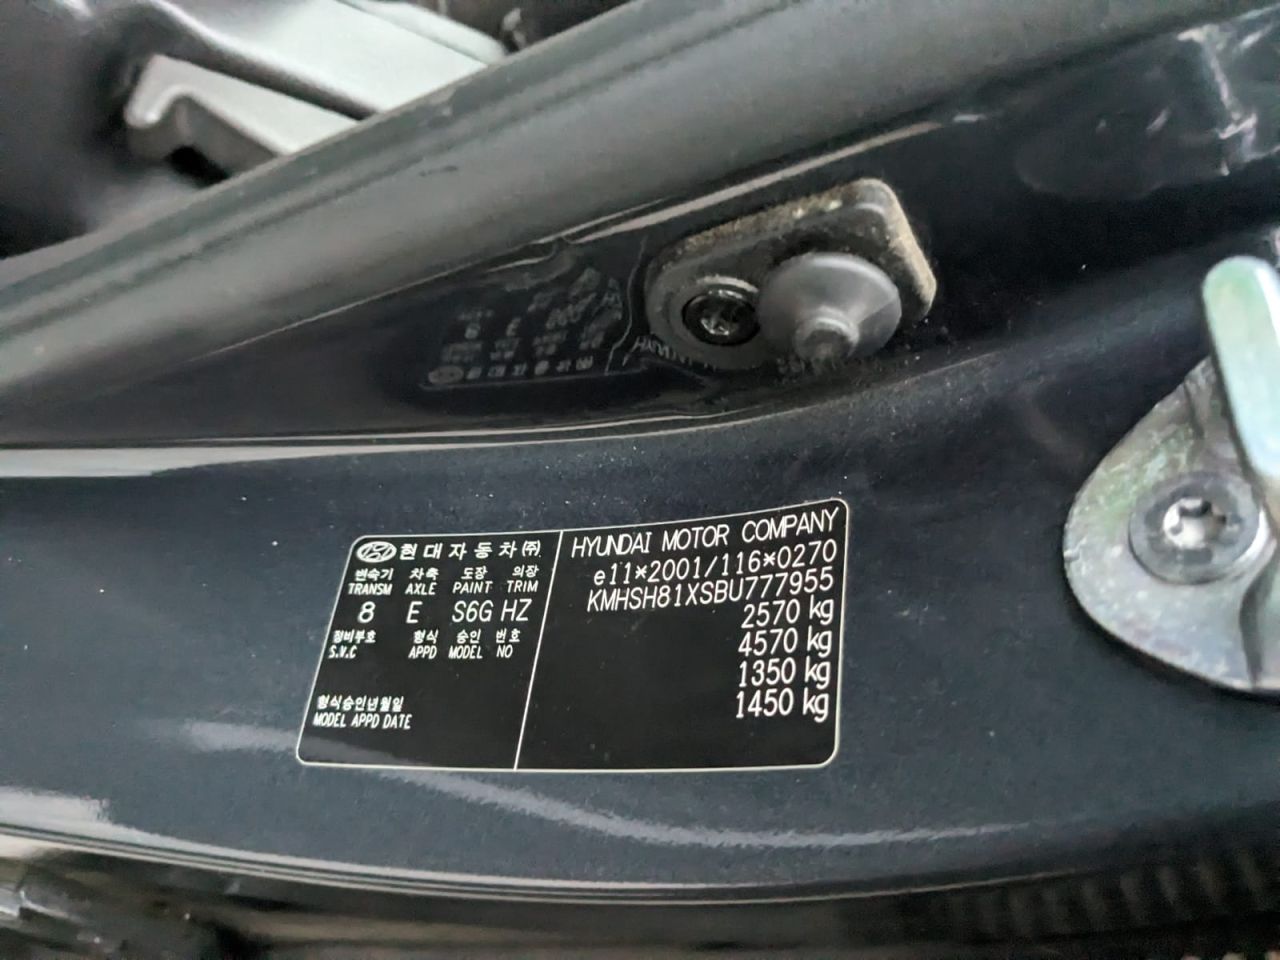 현대자동차㈜
변속기 차축 도장 의장
TRANSM AXLE PAINT TRIM
8 E S6G HZ
정비부호 형식 승인 번호
S.V.C APPD MODEL NO
형식승인년월일
MODEL APPD DATE
HYUNDAI MOTOR COMPANY
e11*2001/116*0270
KMHSH81XSBU777955
2570 kg
4570 kg
1350 kg
1450 kg